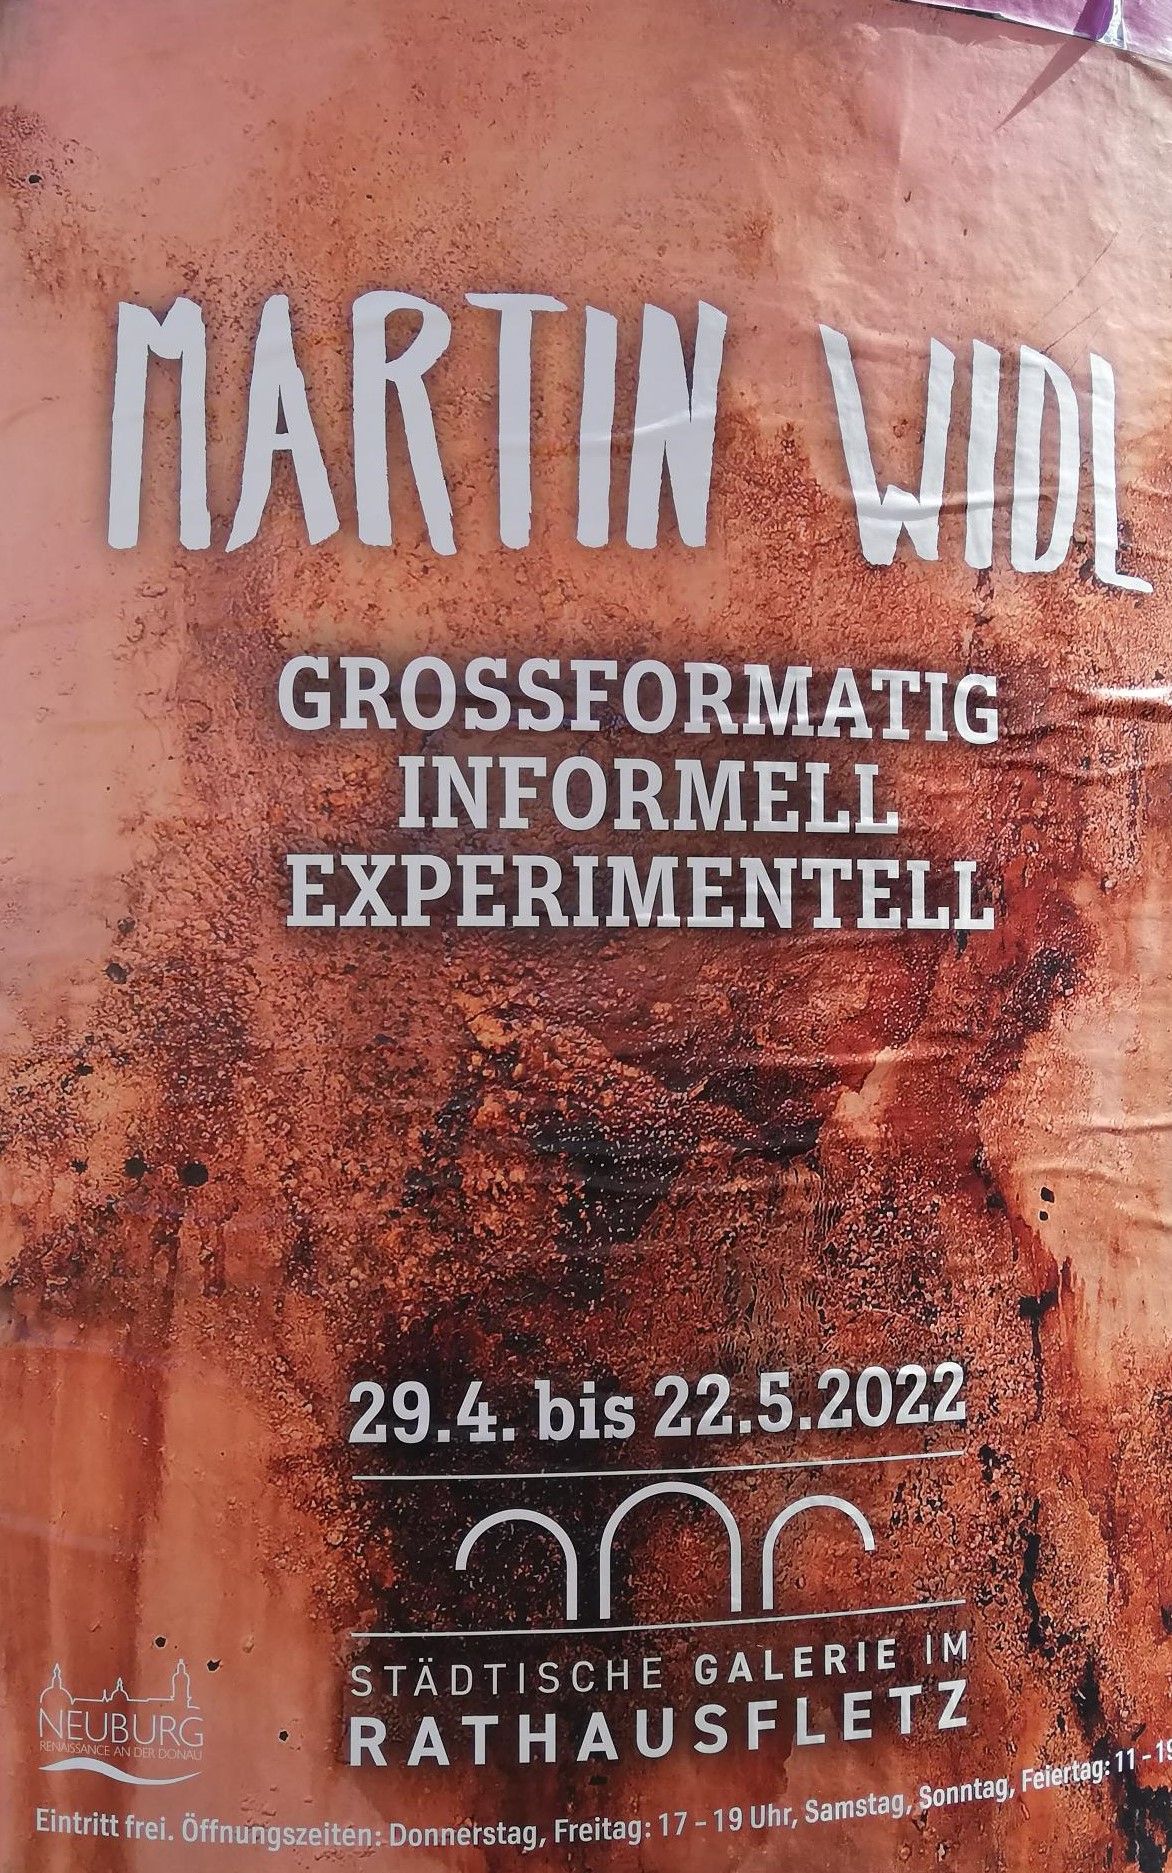 MARTIN WIDL
GROSSFORMATIG
INFORMELL
EXPERIMENTELL
29.4. bis 22.5.2022
STÄDTISCHE GALERIE IM
RATHAUSFLETZ
NEUBURG
RENAISSANCE AN DER DONAU
Eintritt frei. Öffnungszeiten: Donnerstag, Freitag: 17 – 19 Uhr, Samstag, Sonntag, Feiertag: 11 – 19